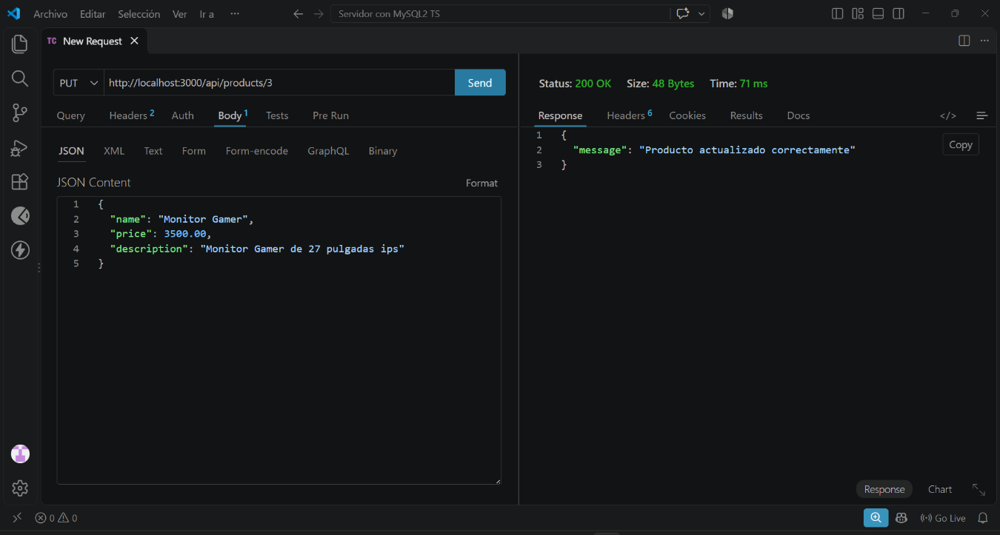 Archivo Editar Selección Ver Ir a ··· Servidor con MySQL2 TS
TC New Request
PUT http://localhost:3000/api/products/3 Send
Query Headers 2 Auth Body 1 Tests Pre Run
JSON XML Text Form Form-encode GraphQL Binary
JSON Content Format
1 {
2 "name": "Monitor Gamer",
3 "price": 3500.00,
4 "description": "Monitor Gamer de 27 pulgadas ips"
5 }
Status: 200 OK Size: 48 Bytes Time: 71 ms
Response Headers 6 Cookies Results Docs </>
1 {
2 "message": "Producto actualizado correctamente"
3 }
Copy
Response Chart
0 0 Go Live